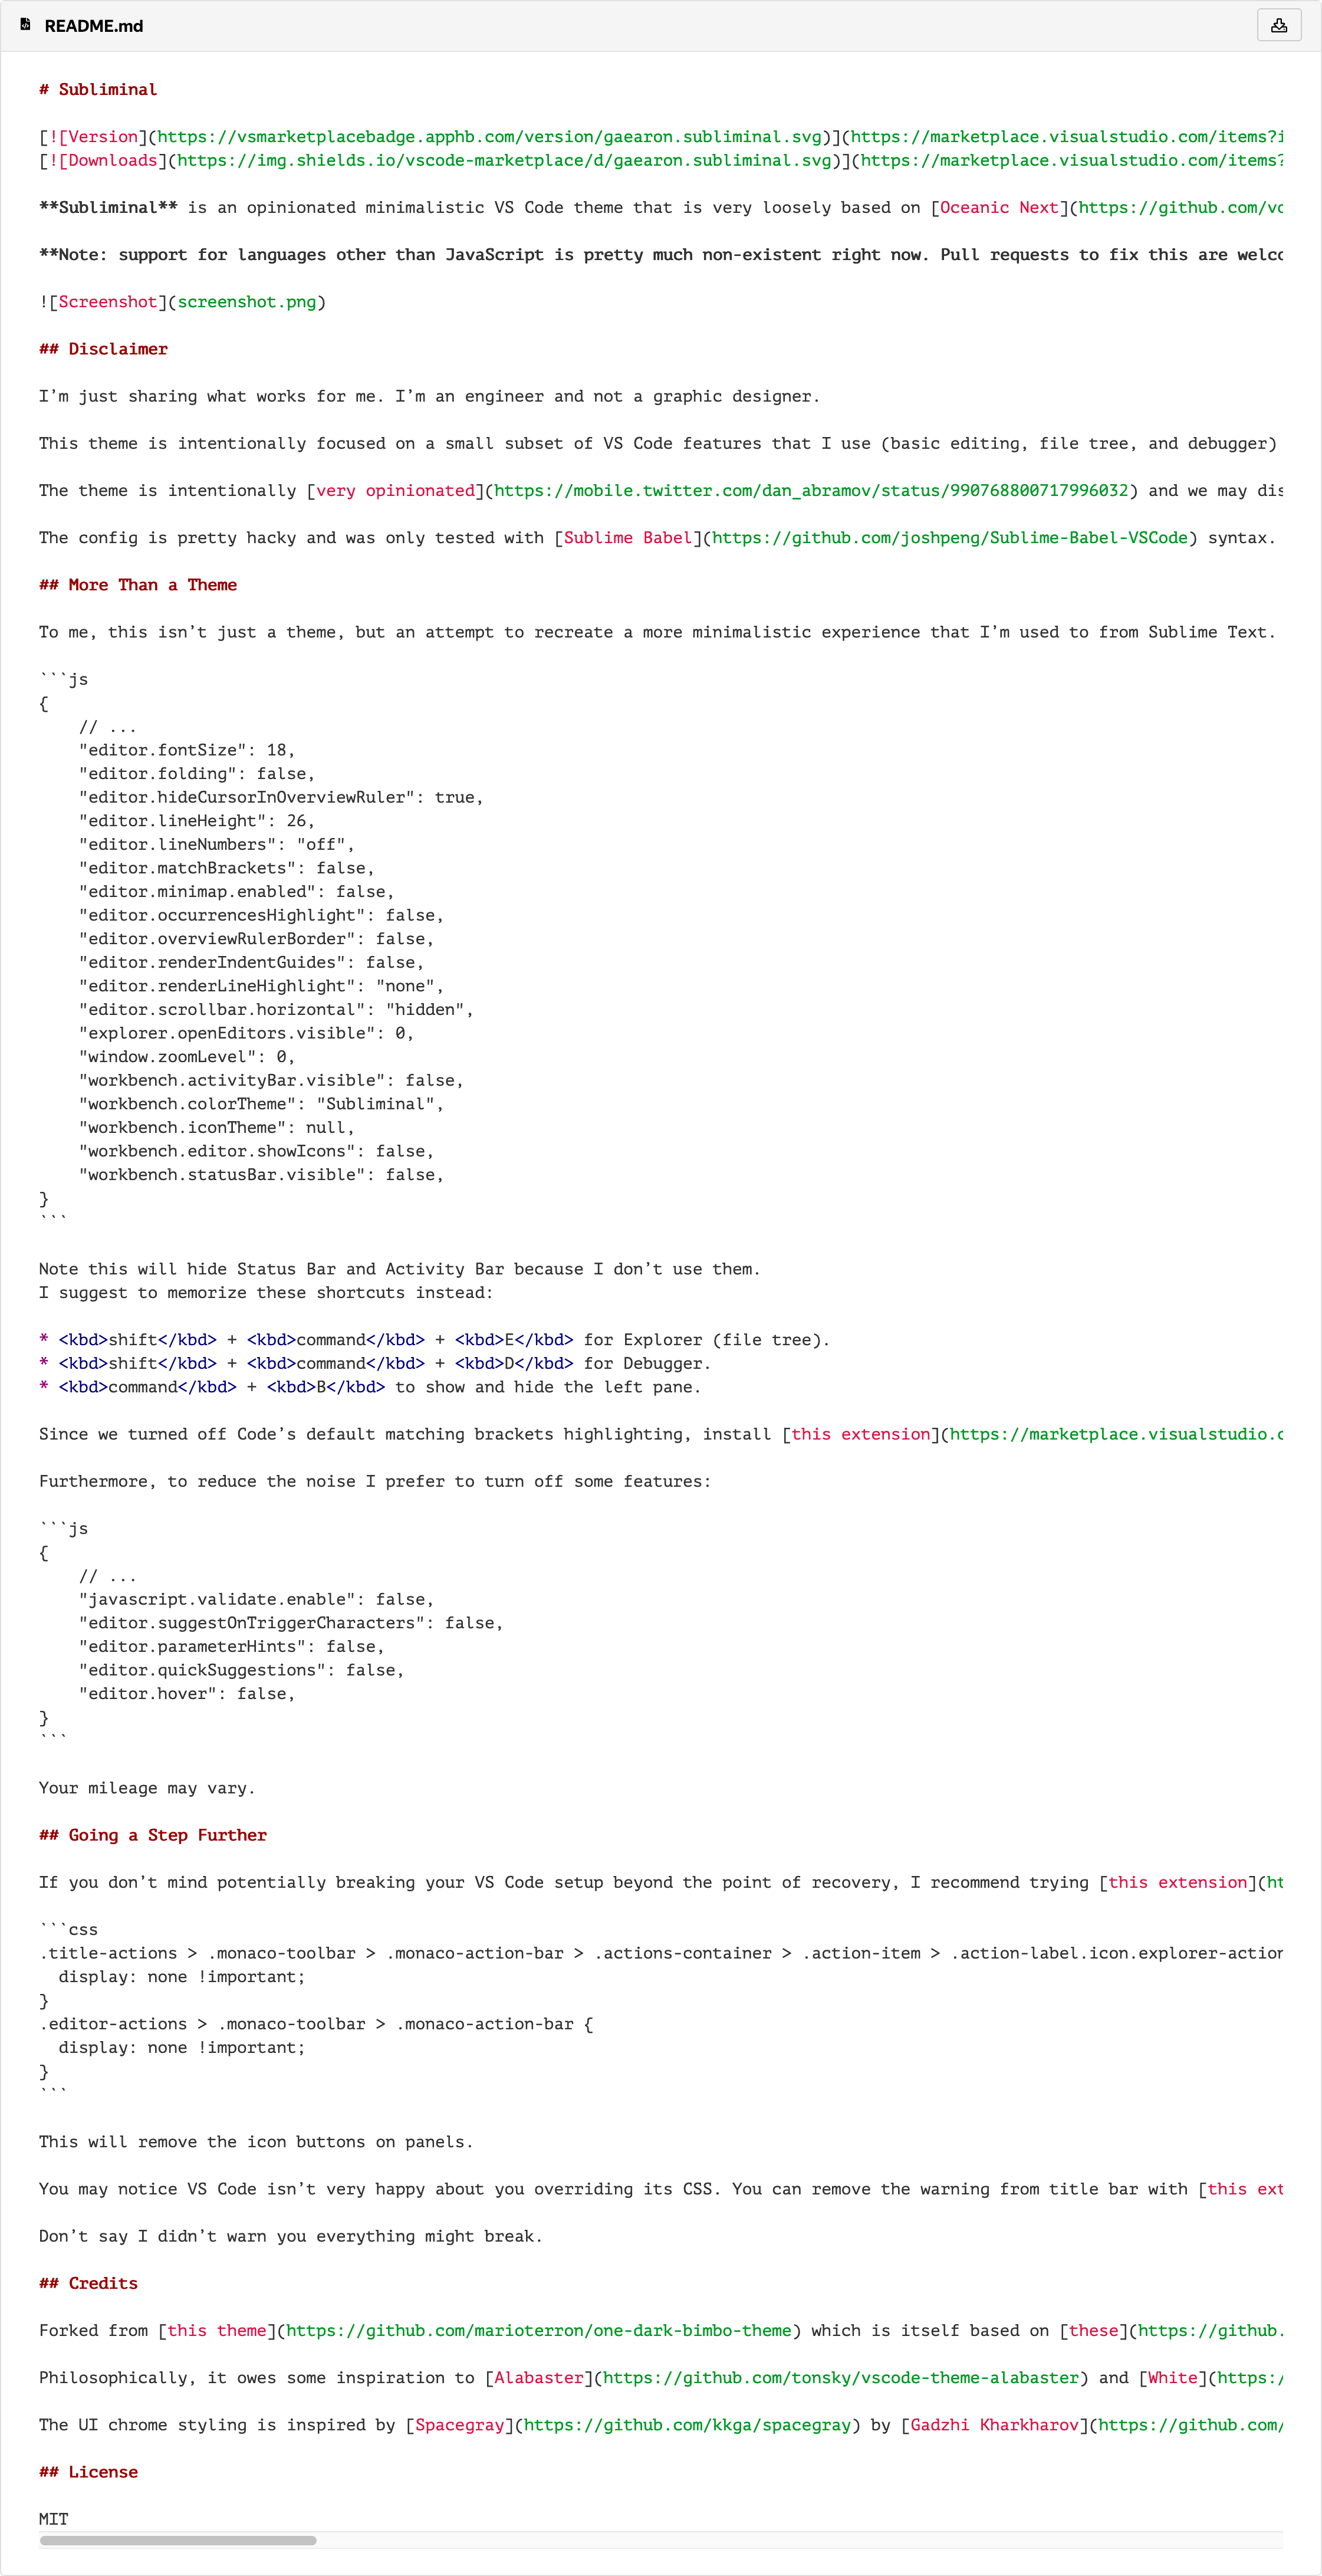 README.md
# Subliminal
[![Version](https://vsmarketplacebadge.apphb.com/version/gaearon.subliminal.svg)](https://marketplace.visualstudio.com/items?i
[![Downloads](https://img.shields.io/vscode-marketplace/d/gaearon.subliminal.svg)](https://marketplace.visualstudio.com/items?
**Subliminal** is an opinionated minimalistic VS Code theme that is very loosely based on [Oceanic Next](https://github.com/vo
**Note: support for languages other than JavaScript is pretty much non-existent right now. Pull requests to fix this are welco
![Screenshot](screenshot.png)
## Disclaimer
I’m just sharing what works for me. I’m an engineer and not a graphic designer.
This theme is intentionally focused on a small subset of VS Code features that I use (basic editing, file tree, and debugger)
The theme is intentionally [very opinionated](https://mobile.twitter.com/dan_abramov/status/990768800717996032) and we may dis
The config is pretty hacky and was only tested with [Sublime Babel](https://github.com/joshpeng/Sublime-Babel-VSCode) syntax.
## More Than a Theme
To me, this isn’t just a theme, but an attempt to recreate a more minimalistic experience that I’m used to from Sublime Text.
```js
{
    // ...
    "editor.fontSize": 18,
    "editor.folding": false,
    "editor.hideCursorInOverviewRuler": true,
    "editor.lineHeight": 26,
    "editor.lineNumbers": "off",
    "editor.matchBrackets": false,
    "editor.minimap.enabled": false,
    "editor.occurrencesHighlight": false,
    "editor.overviewRulerBorder": false,
    "editor.renderIndentGuides": false,
    "editor.renderLineHighlight": "none",
    "editor.scrollbar.horizontal": "hidden",
    "explorer.openEditors.visible": 0,
    "window.zoomLevel": 0,
    "workbench.activityBar.visible": false,
    "workbench.colorTheme": "Subliminal",
    "workbench.iconTheme": null,
    "workbench.editor.showIcons": false,
    "workbench.statusBar.visible": false,
}
```
Note this will hide Status Bar and Activity Bar because I don’t use them.
I suggest to memorize these shortcuts instead:
* <kbd>shift</kbd> + <kbd>command</kbd> + <kbd>E</kbd> for Explorer (file tree).
* <kbd>shift</kbd> + <kbd>command</kbd> + <kbd>D</kbd> for Debugger.
* <kbd>command</kbd> + <kbd>B</kbd> to show and hide the left pane.
Since we turned off Code’s default matching brackets highlighting, install [this extension](https://marketplace.visualstudio.c
Furthermore, to reduce the noise I prefer to turn off some features:
```js
{
    // ...
    "javascript.validate.enable": false,
    "editor.suggestOnTriggerCharacters": false,
    "editor.parameterHints": false,
    "editor.quickSuggestions": false,
    "editor.hover": false,
}
```
Your mileage may vary.
## Going a Step Further
If you don’t mind potentially breaking your VS Code setup beyond the point of recovery, I recommend trying [this extension](ht
```css
.title-actions > .monaco-toolbar > .monaco-action-bar > .actions-container > .action-item > .action-label.icon.explorer-action
  display: none !important;
}
.editor-actions > .monaco-toolbar > .monaco-action-bar {
  display: none !important;
}
```
This will remove the icon buttons on panels.
You may notice VS Code isn’t very happy about you overriding its CSS. You can remove the warning from title bar with [this ext
Don’t say I didn’t warn you everything might break.
## Credits
Forked from [this theme](https://github.com/marioterron/one-dark-bimbo-theme) which is itself based on [these](https://github.
Philosophically, it owes some inspiration to [Alabaster](https://github.com/tonsky/vscode-theme-alabaster) and [White](https:/
The UI chrome styling is inspired by [Spacegray](https://github.com/kkga/spacegray) by [Gadzhi Kharkharov](https://github.com/
## License
MIT